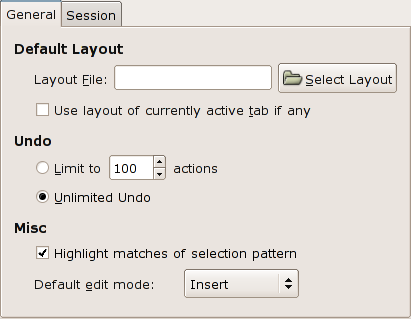 General Session
Default Layout
Layout File: Select Layout
Use layout of currently active tab if any
Undo
Limit to 100 actions
Unlimited Undo
Misc
Highlight matches of selection pattern
Default edit mode: Insert